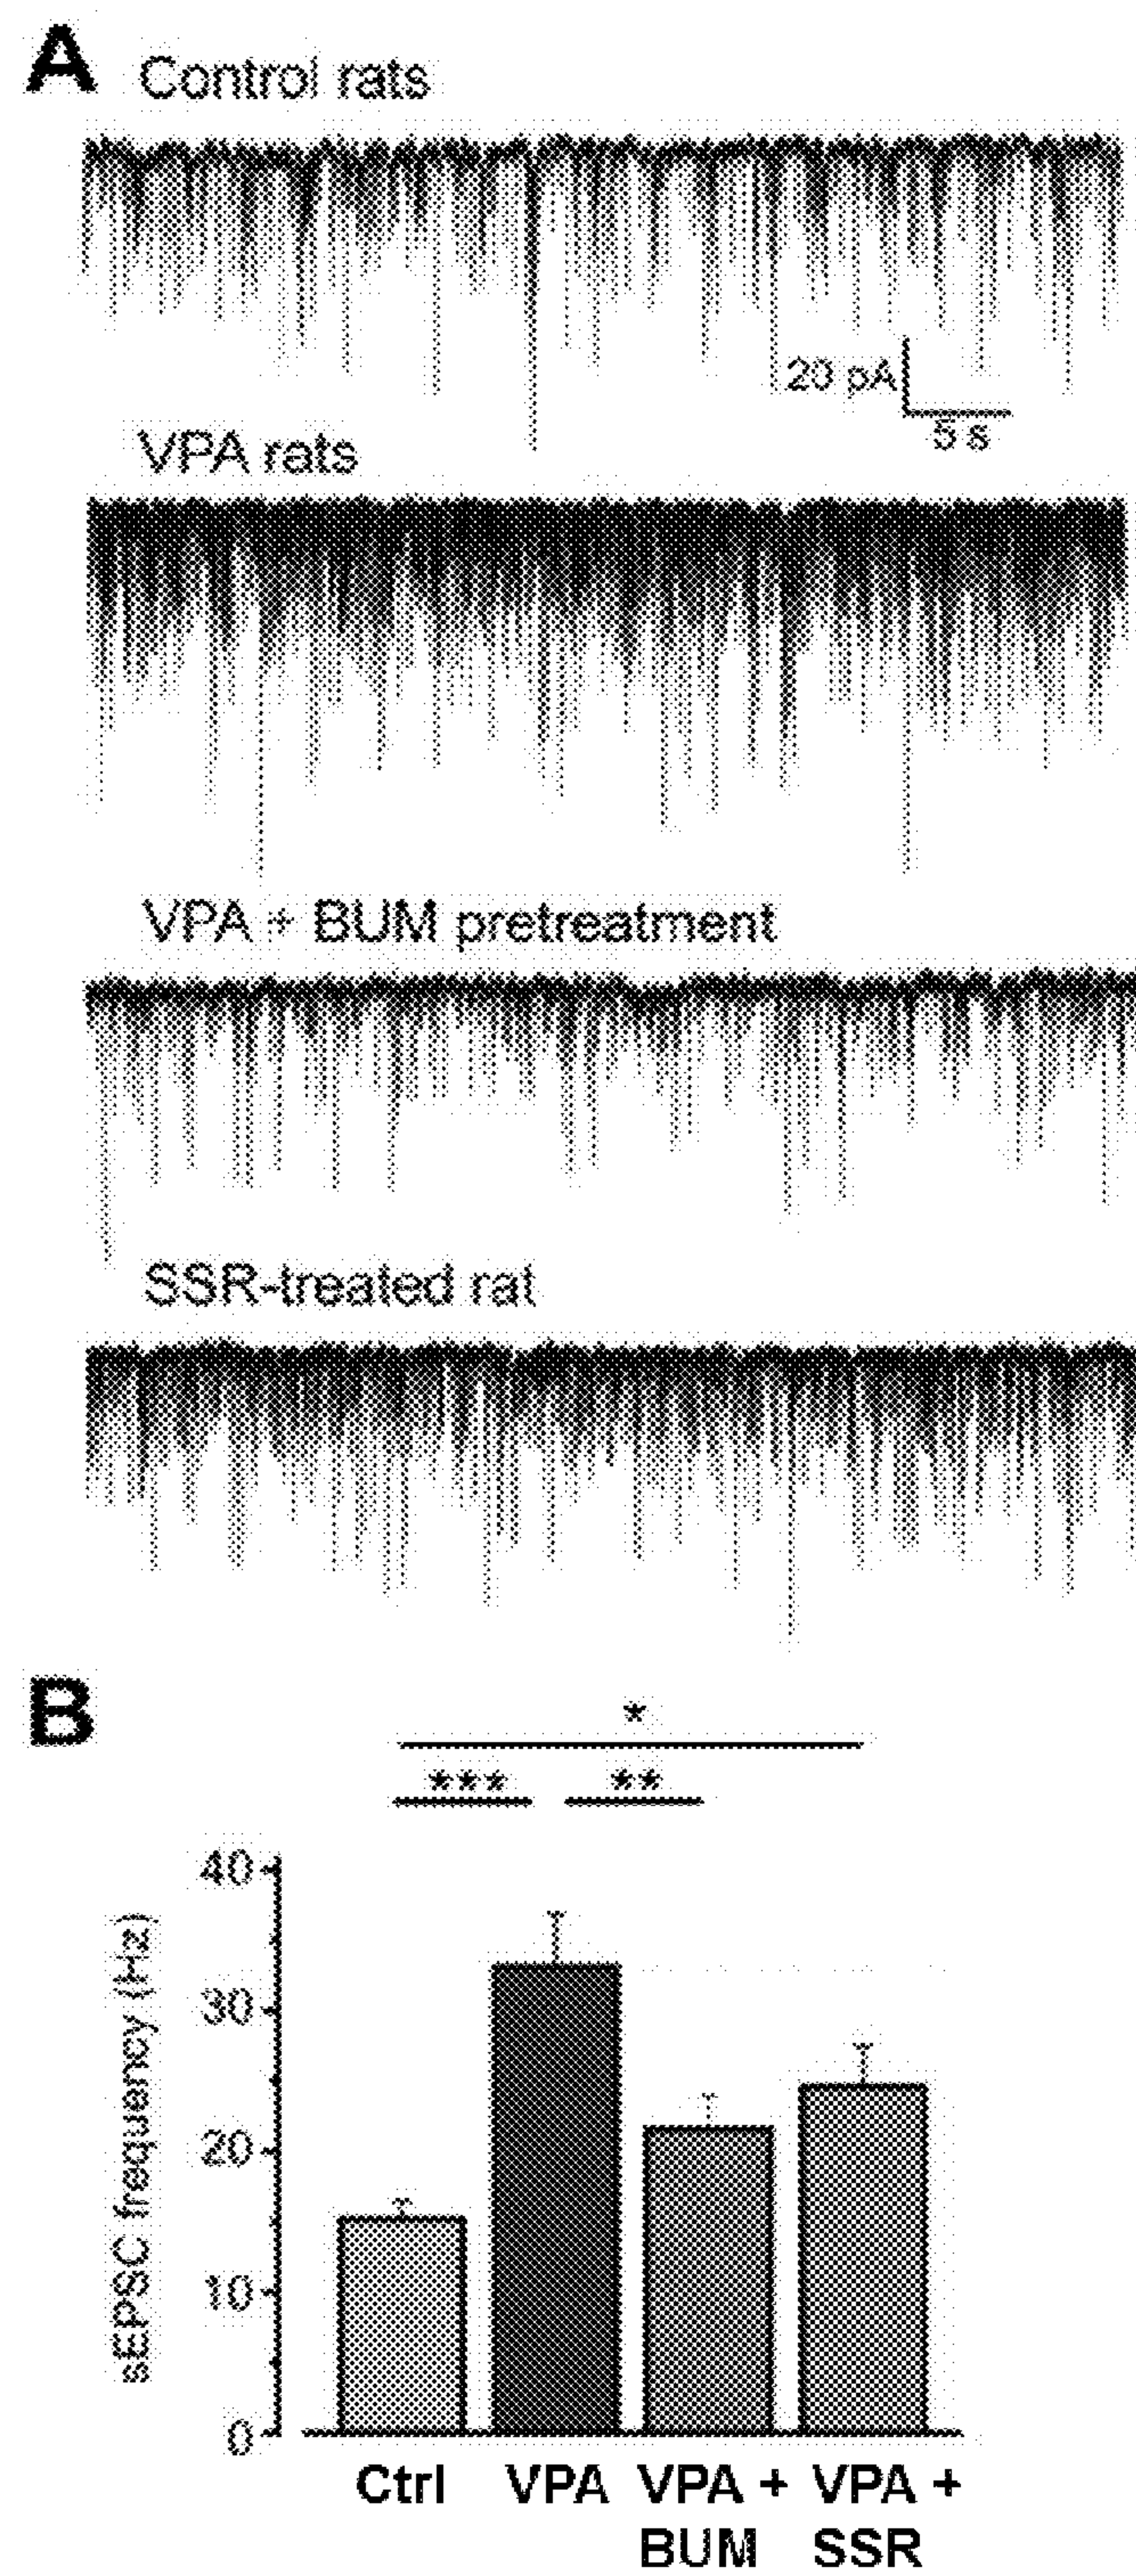 A
Control rats
20 pA
5 s
VPA rats
VPA + BUM pretreatment
SSR-treated rat
B
*
*** **
40
30
20
10
0
sEPSC frequency (Hz)
Ctrl VPA VPA + VPA +
BUM SSR